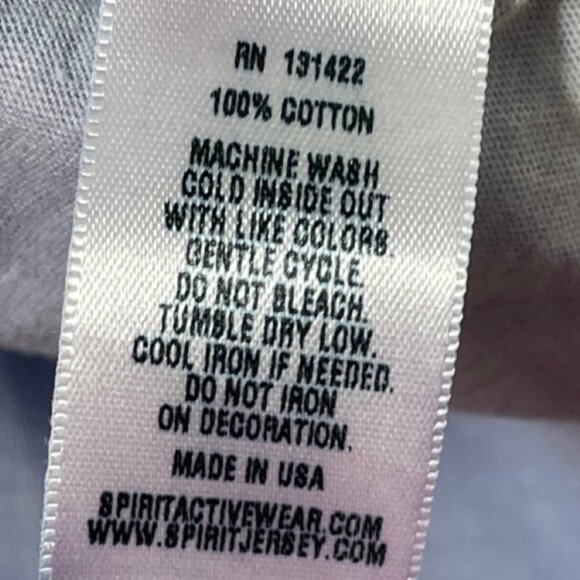 RN 131422
100% COTTON
MACHINE WASH
COLD INSIDE OUT
WITH LIKE COLORS.
GENTLE CYCLE.
DO NOT BLEACH.
TUMBLE DRY LOW.
COOL IRON IF NEEDED.
DO NOT IRON
ON DECORATION.
MADE IN USA
SPIRITACTIVEWEAR.COM
WWW.SPIRITJERSEY.COM